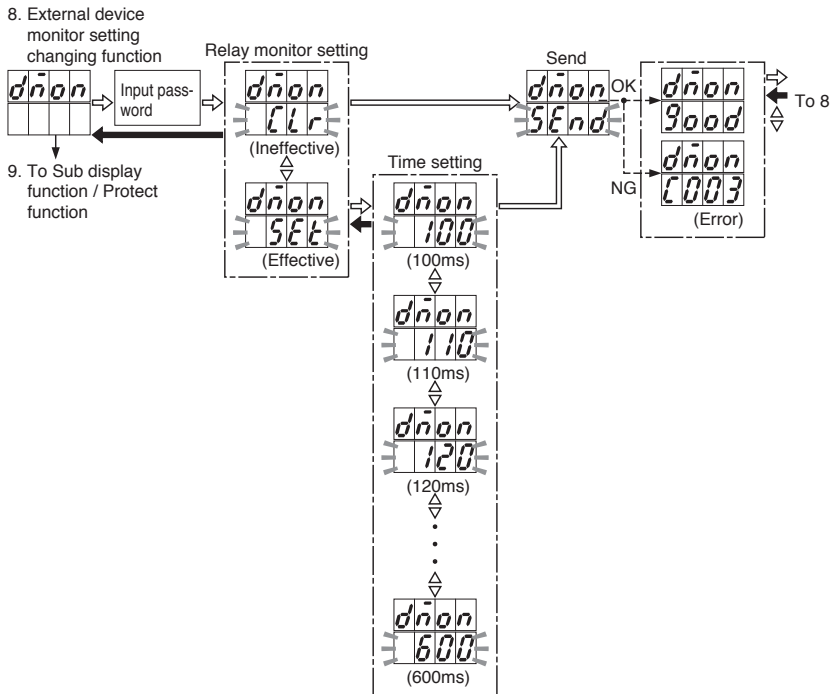 8. External device
monitor setting
changing function
dmon
Input pass-
word
9. To Sub display
function / Protect
function
Relay monitor setting
dmon
CLr
(Ineffective)
dmon
SEt
(Effective)
Time setting
dmon
100
(100ms)
dmon
110
(110ms)
dmon
120
(120ms)
dmon
600
(600ms)
Send
dmon
SEnd
OK
NG
dmon
9ood
dmon
C003
(Error)
To 8